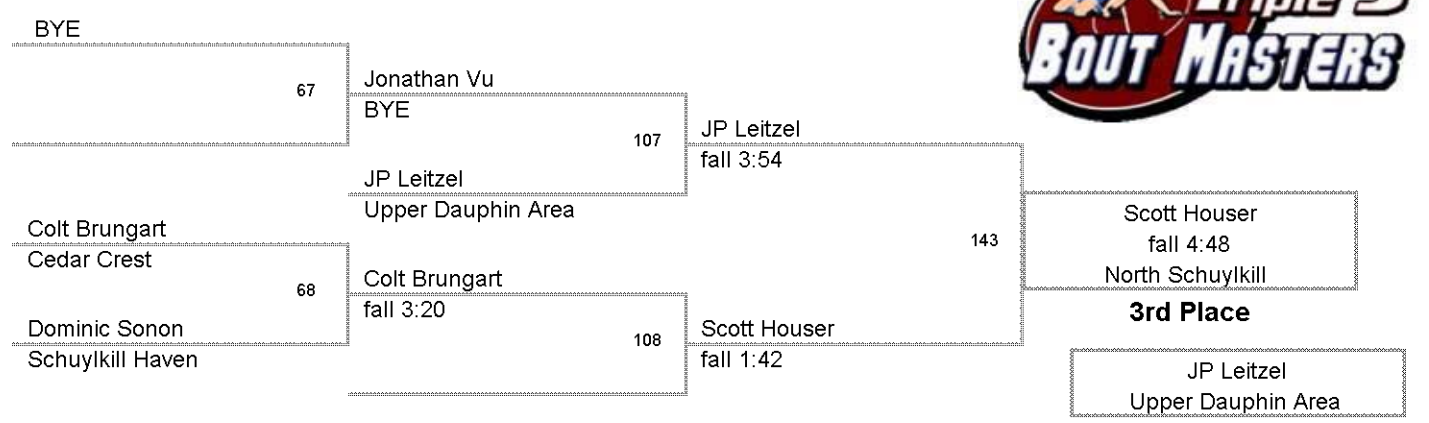 Triple S
BOUT MASTERS
BYE
67
Jonathan Vu
BYE
107
JP Leitzel
fall 3:54
JP Leitzel
Upper Dauphin Area
Colt Brungart
Cedar Crest
68
Colt Brungart
fall 3:20
Dominic Sonon
Schuylkill Haven
108
Scott Houser
fall 1:42
143
Scott Houser
fall 4:48
North Schuylkill
3rd Place
JP Leitzel
Upper Dauphin Area